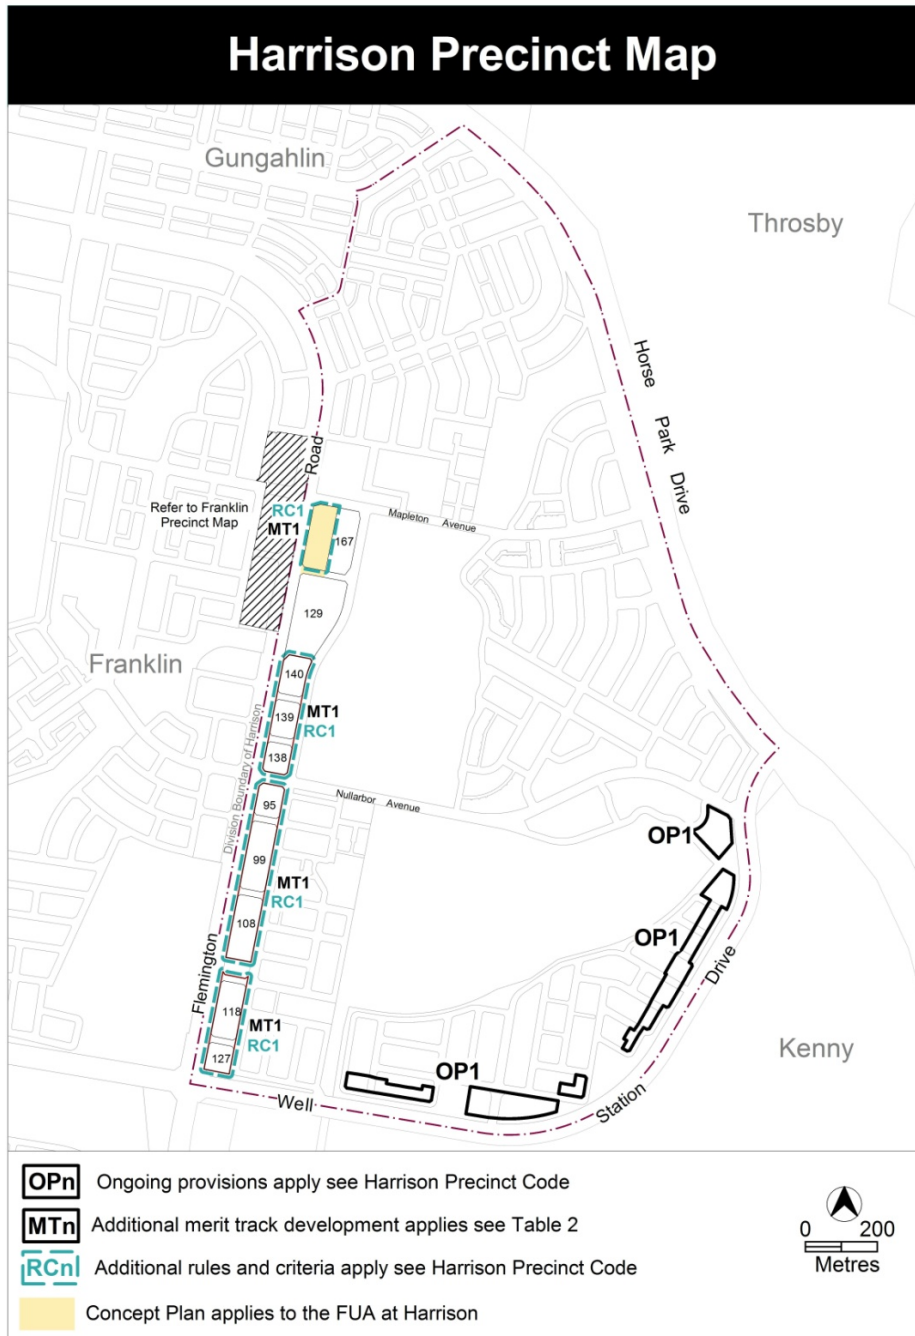 Harrison Precinct Map
Gungahlin
Throsby
Horse Park Drive
Road
Refer to Franklin
Precinct Map
RC1
MT1
Mapleton Avenue
167
129
Franklin
140
139
MT1
RC1
138
Division Boundary of Harrison
Nullarbor Avenue
95
OP1
99
MT1
RC1
108
OP1
Flemington
Drive
118
MT1
RC1
Kenny
127
OP1
Well
Station
OPn Ongoing provisions apply see Harrison Precinct Code
MTn Additional merit track development applies see Table 2
0 200
Metres
RCn Additional rules and criteria apply see Harrison Precinct Code
Concept Plan applies to the FUA at Harrison